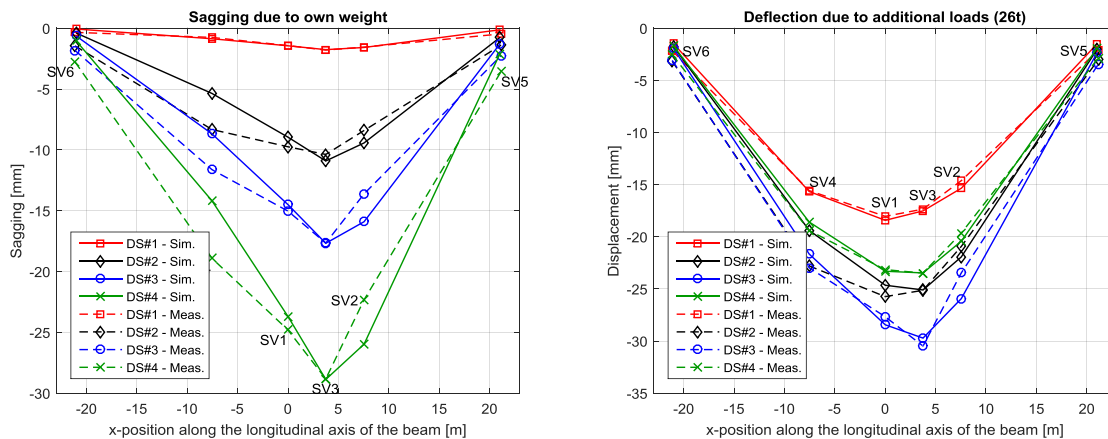 Sagging due to own weight
0
-5
-10
-15
-20
-25
-30
Sagging [mm]
SV6
SV5
SV2
SV1
SV3
DS#1 - Sim.
DS#2 - Sim.
DS#3 - Sim.
DS#4 - Sim.
DS#1 - Meas.
DS#2 - Meas.
DS#3 - Meas.
DS#4 - Meas.
-20 -15 -10 -5 0 5 10 15 20
x-position along the longitudinal axis of the beam [m]
Deflection due to additional loads (26t)
0
-5
-10
-15
-20
-25
-30
-35
Displacement [mm]
SV6
SV5
SV4
SV2
SV3
SV1
DS#1 - Sim.
DS#2 - Sim.
DS#3 - Sim.
DS#4 - Sim.
DS#1 - Meas.
DS#2 - Meas.
DS#3 - Meas.
DS#4 - Meas.
-20 -15 -10 -5 0 5 10 15 20
x-position along the longitudinal axis of the beam [m]